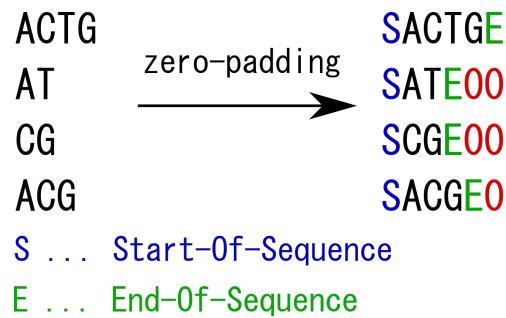 ACTG
AT
CG
ACG
zero-padding
SACTGE
SATE00
SCGE00
SACGE0
S ... Start-Of-Sequence
E ... End-Of-Sequence